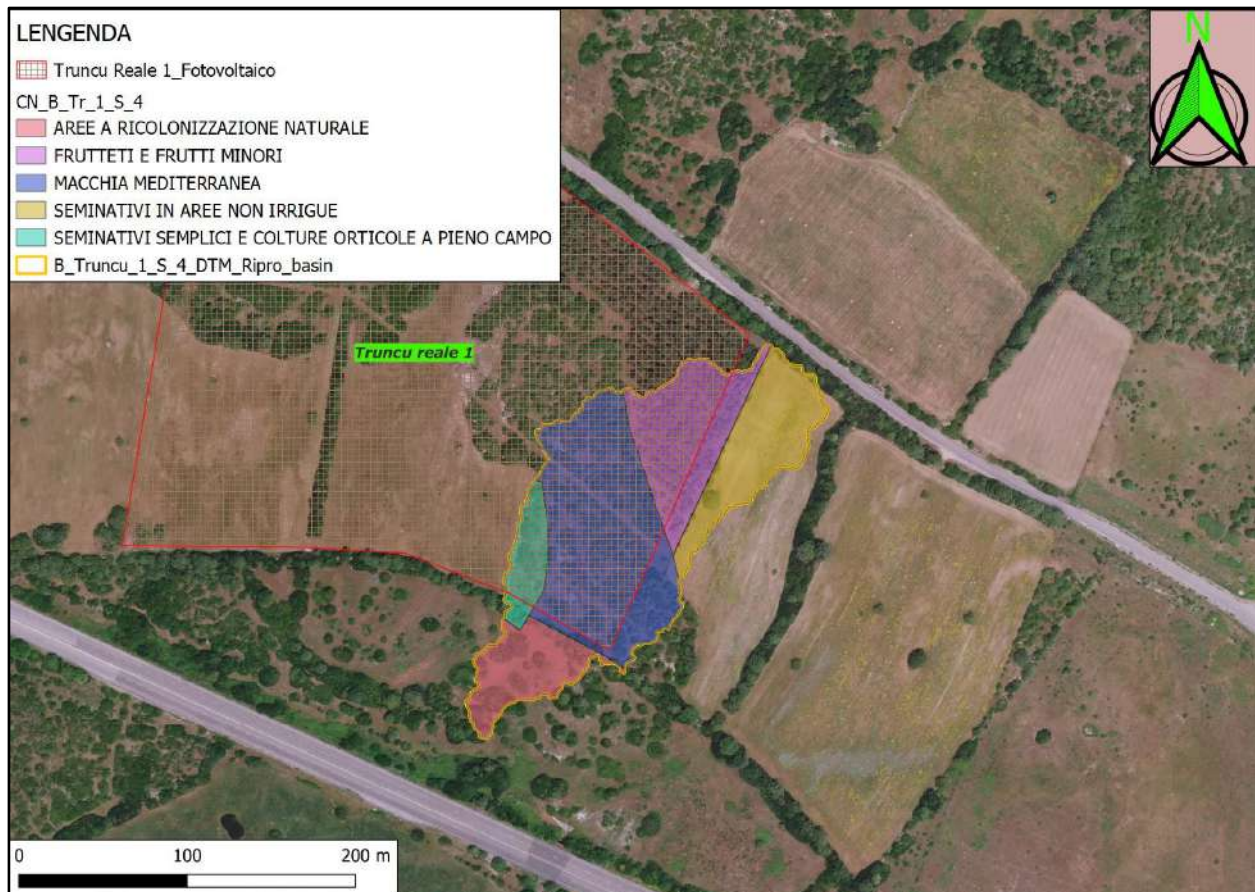 LENGENDA
Truncu Reale 1_Fotovoltaico
CN_B_Tr_1_S_4
AREE A RICOLONIZZAZIONE NATURALE
FRUTTETI E FRUTTI MINORI
MACCHIA MEDITERRANEA
SEMINATIVI IN AREE NON IRRIGUE
SEMINATIVI SEMPLICI E COLTURE ORTICOLE A PIENO CAMPO
B_Truncu_1_S_4_DTM_Ripro_basin
N
Truncu reale 1
0 100 200 m